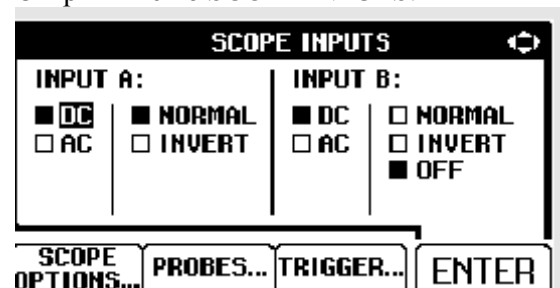 SCOPE INPUTS
INPUT A: INPUT B:
DC NORMAL DC NORMAL
AC INVERT AC INVERT
OFF
SCOPE
OPTIONS... PROBES... TRIGGER... ENTER